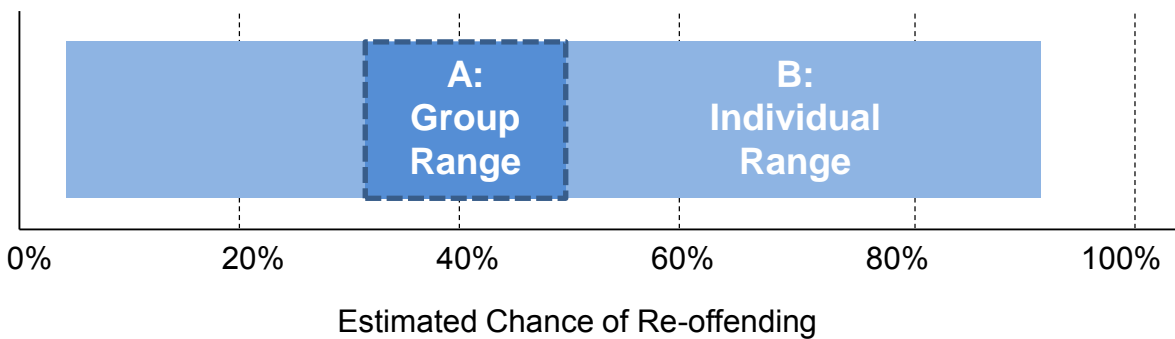 A:
Group
Range
B:
Individual
Range
0% 20% 40% 60% 80% 100%
Estimated Chance of Re-offending